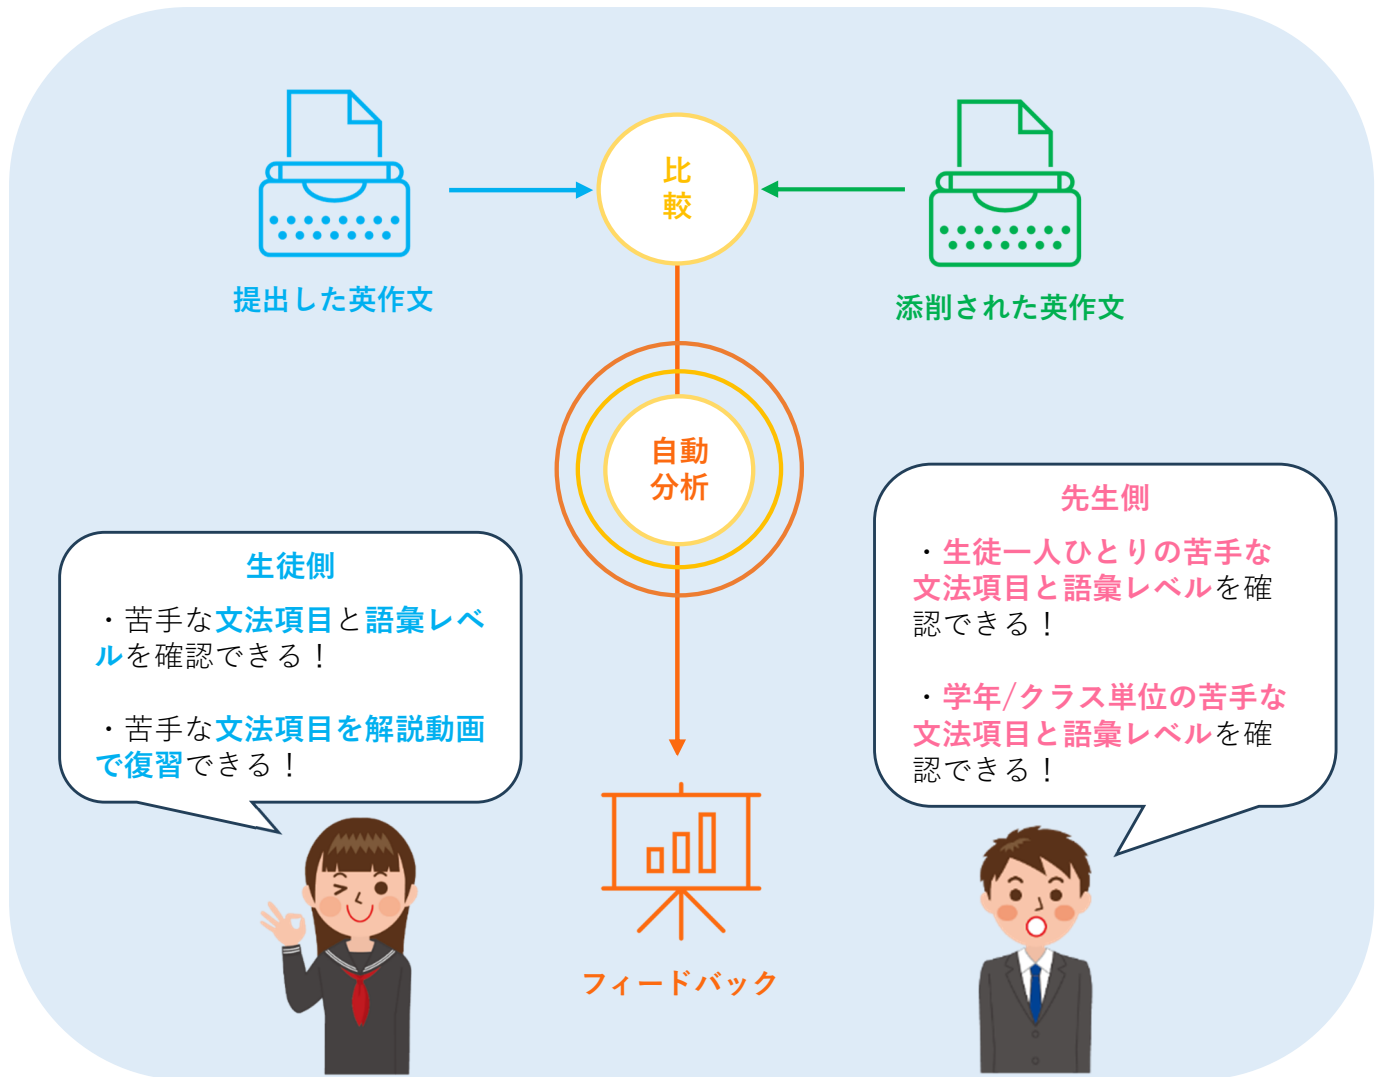 比
較
提出した英作文
添削された英作文
自動
分析
生徒側
・苦手な文法項目と語彙レベ
ルを確認できる！
・苦手な文法項目を解説動画
で復習できる！
先生側
・生徒一人ひとりの苦手な
文法項目と語彙レベルを確
認できる！
・学年/クラス単位の苦手な
文法項目と語彙レベルを確
認できる！
フィードバック